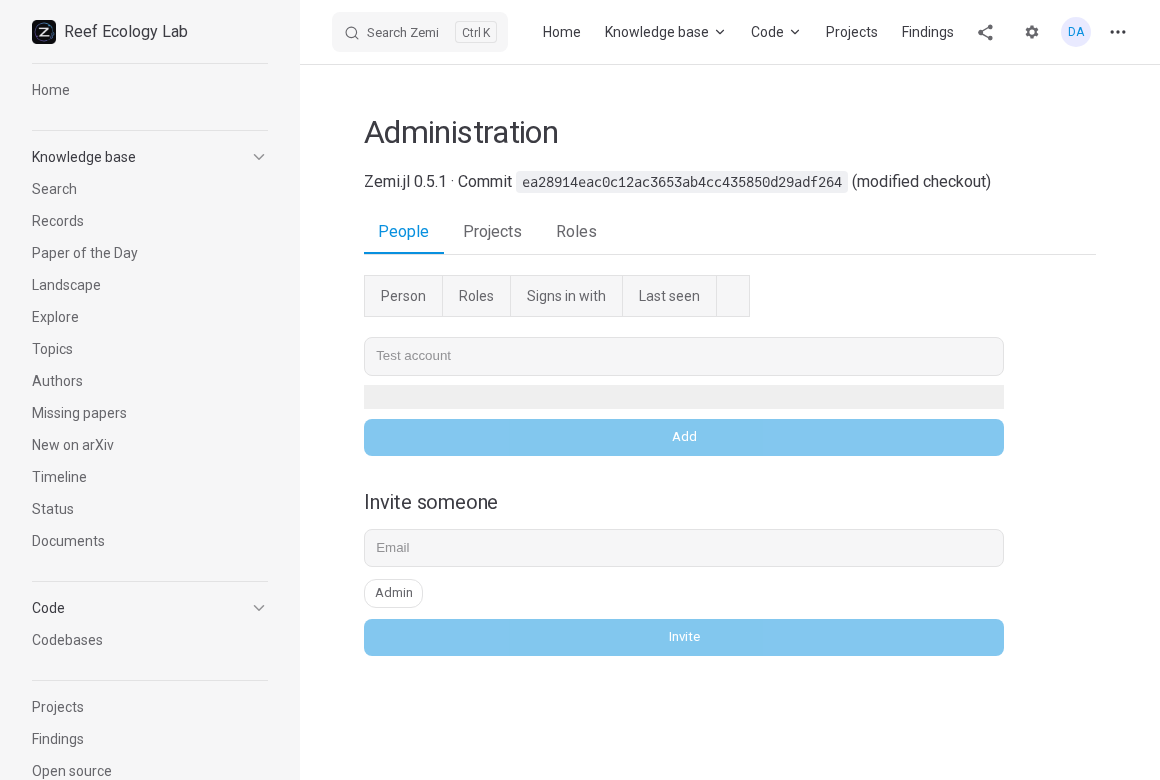 Reef Ecology Lab
Search Zemi
Ctrl K
Home
Knowledge base
Code
Projects
Findings
DA
Home
Knowledge base
Search
Records
Paper of the Day
Landscape
Explore
Topics
Authors
Missing papers
New on arXiv
Timeline
Status
Documents
Code
Codebases
Projects
Findings
Open source
Administration
Zemi.jl 0.5.1 · Commit ea28914eac0c12ac3653ab4cc435850d29adf264 (modified checkout)
People
Projects
Roles
Person
Roles
Signs in with
Last seen
Test account
Add
Invite someone
Email
Admin
Invite